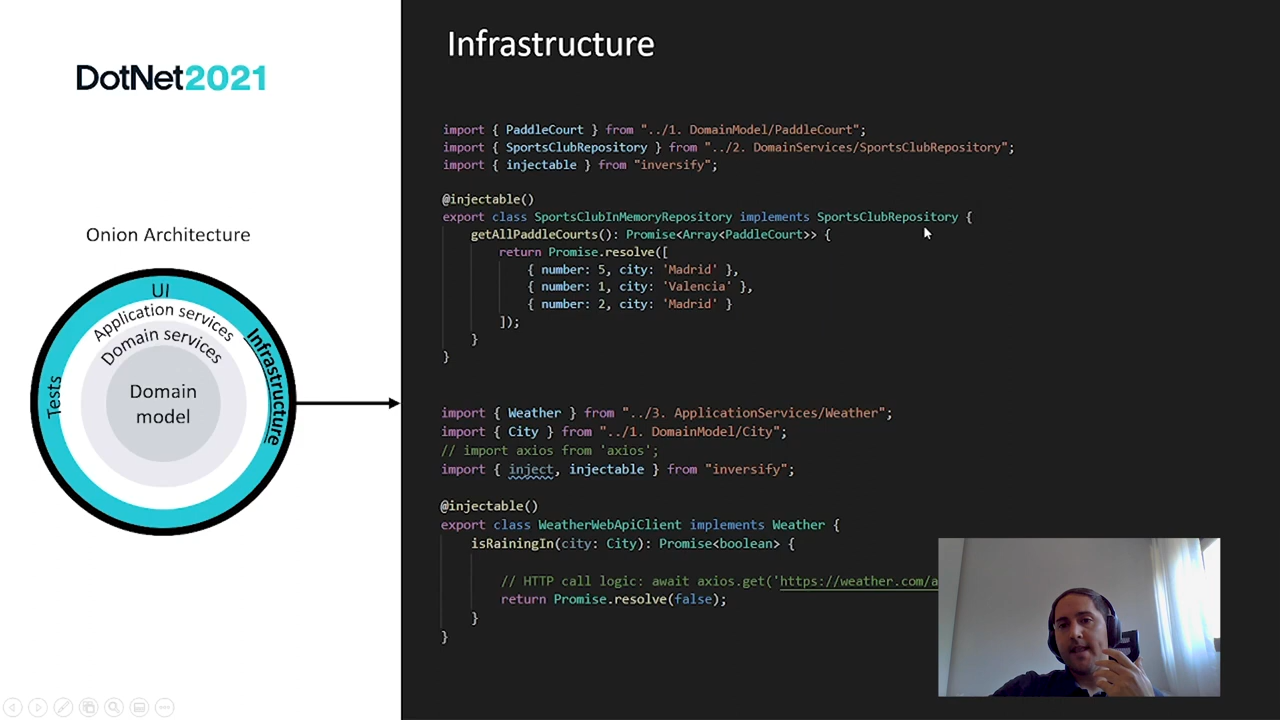 DotNet2021
Onion Architecture
UI
Application services
Domain services
Domain
model
Tests
Infrastructure
Infrastructure
import { PaddleCourt } from "../1. DomainModel/PaddleCourt";
import { SportsClubRepository } from "../2. DomainServices/SportsClubRepository";
import { injectable } from "inversify";
@injectable()
export class SportsClubInMemoryRepository implements SportsClubRepository {
getAllPaddleCourts(): Promise<Array<PaddleCourt>> {
return Promise.resolve([
{ number: 5, city: 'Madrid' },
{ number: 1, city: 'Valencia' },
{ number: 2, city: 'Madrid' }
]);
}
}
import { Weather } from "../3. ApplicationServices/Weather";
import { City } from "../1. DomainModel/City";
// import axios from 'axios';
import { inject, injectable } from "inversify";
@injectable()
export class WeatherWebApiClient implements Weather {
isRainingIn(city: City): Promise<boolean> {
// HTTP call logic: await axios.get('https://weather.com/a
return Promise.resolve(false);
}
}